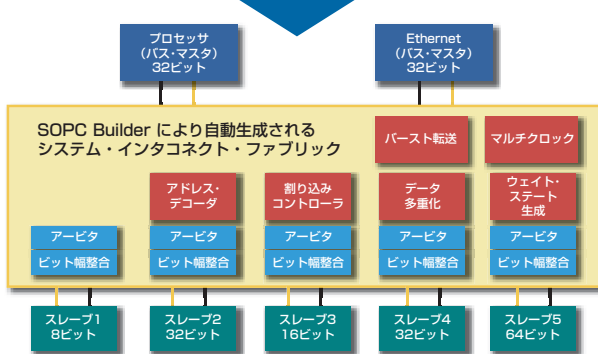 プロセッサ
(バス・マスタ)
32ビット
Ethernet
(バス・マスタ)
32ビット
SOPC Builder により自動生成される
システム・インタコネクト・ファブリック
バースト転送
マルチクロック
アドレス・
デコーダ
割り込み
コントローラ
データ
多重化
ウェイト・
ステート
生成
アービタ
アービタ
アービタ
アービタ
アービタ
ビット幅整合
ビット幅整合
ビット幅整合
ビット幅整合
ビット幅整合
スレーブ1
8ビット
スレーブ2
32ビット
スレーブ3
16ビット
スレーブ4
32ビット
スレーブ5
64ビット